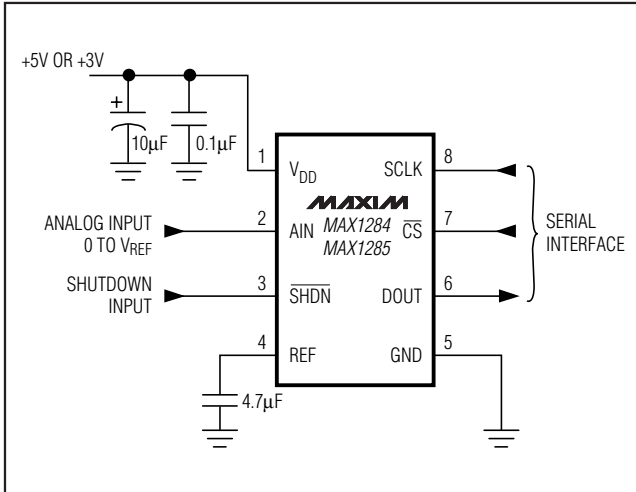 +5V OR +3V
+
10µF
0.1µF
1
VDD
SCLK
8
MAXIM
MAX1284
MAX1285
ANALOG INPUT
0 TO VREF
2
AIN
CS
7
SERIAL
INTERFACE
SHUTDOWN
INPUT
3
SHDN
DOUT
6
4
REF
GND
5
4.7µF